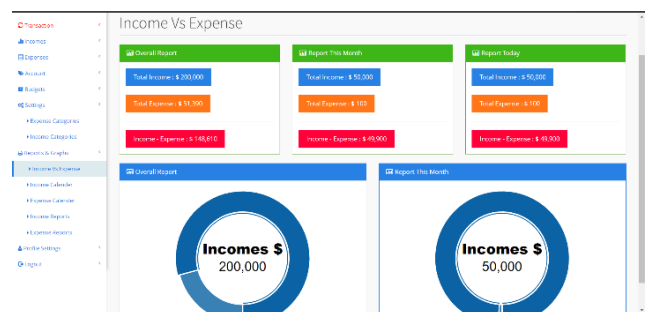 Transaction
Incomes
Expenses
Account
Budgets
Settings
Expense Categories
Income Categories
Reports & Graphs
Income Vs Expense
Income Calender
Expense Calender
Income Reports
Expense Reports
Profile Settings
Logout
Income Vs Expense
Overall Report
Total Income : $ 200,000
Total Expense : $ 51,390
Income - Expense : $ 148,610
Report This Month
Total Income : $ 50,000
Total Expense : $ 100
Income - Expense : $ 49,900
Report Today
Total Income : $ 50,000
Total Expense : $ 100
Income - Expense : $ 49,900
Overall Report
Incomes $
200,000
Report This Month
Incomes $
50,000